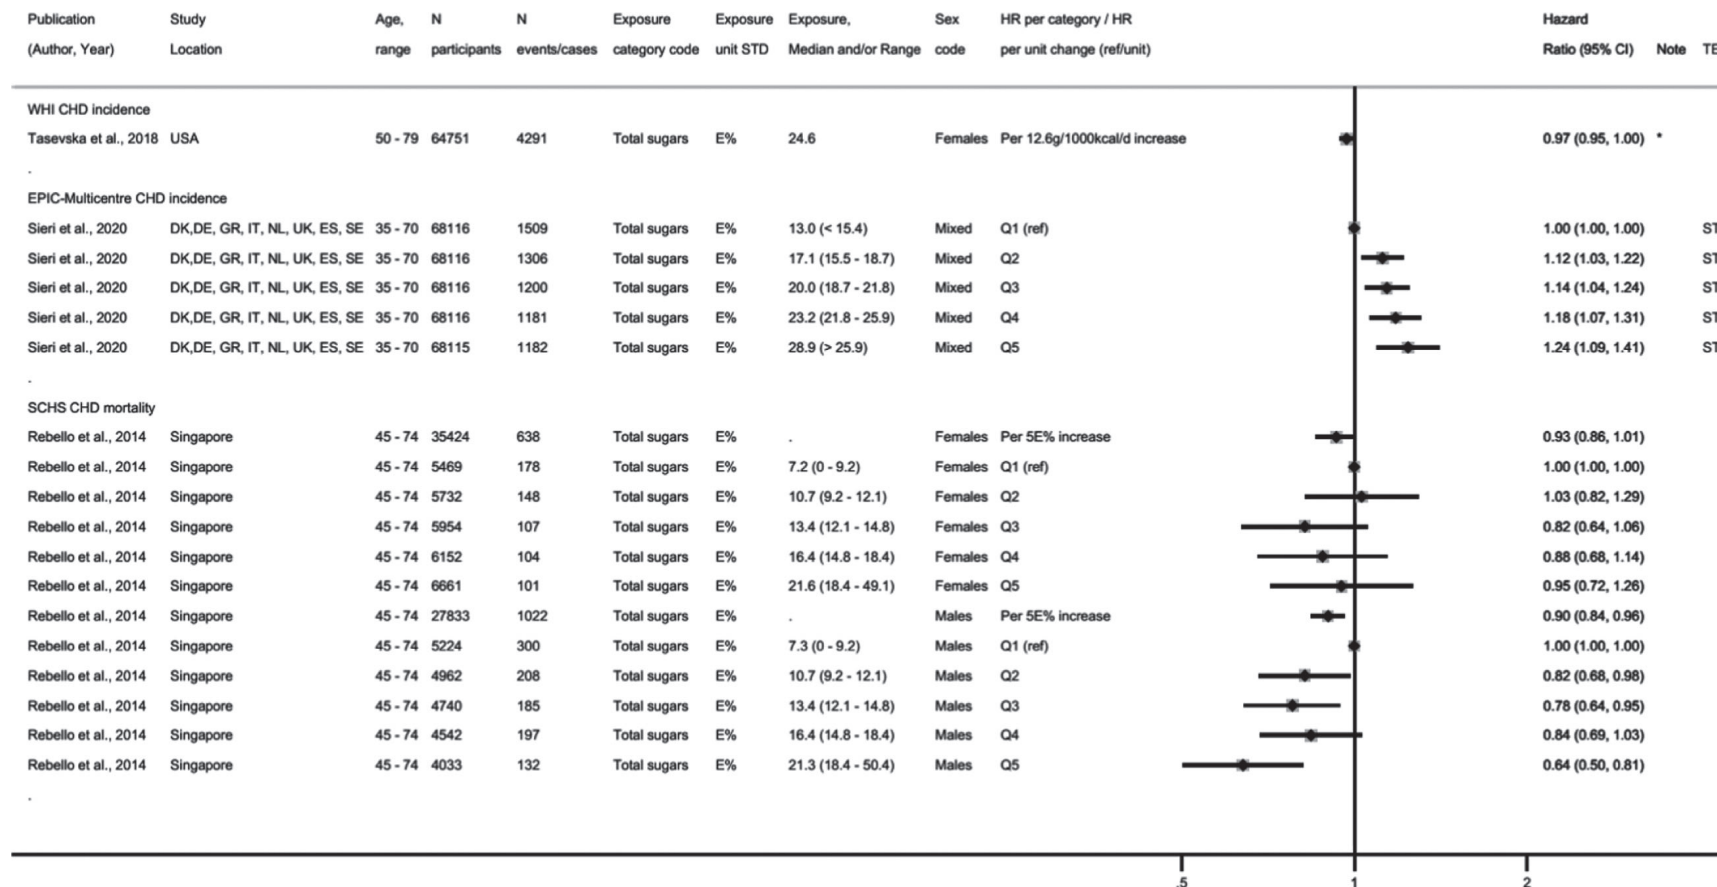 Publication Study Age, N N Exposure Exposure Exposure, Sex HR per category / HR Hazard
(Author, Year) Location range participants events/cases category code unit STD Median and/or Range code per unit change (ref/unit) Ratio (95% CI) Note TE
WHI CHD incidence
Tasevska et al., 2018 USA 50 - 79 64751 4291 Total sugars E% 24.6 Females Per 12.6g/1000kcal/d increase 0.97 (0.95, 1.00) *
.
EPIC-Multicentre CHD incidence
Sieri et al., 2020 DK,DE, GR, IT, NL, UK, ES, SE 35 - 70 68116 1509 Total sugars E% 13.0 (< 15.4) Mixed Q1 (ref) 1.00 (1.00, 1.00) ST
Sieri et al., 2020 DK,DE, GR, IT, NL, UK, ES, SE 35 - 70 68116 1306 Total sugars E% 17.1 (15.5 - 18.7) Mixed Q2 1.12 (1.03, 1.22) ST
Sieri et al., 2020 DK,DE, GR, IT, NL, UK, ES, SE 35 - 70 68116 1200 Total sugars E% 20.0 (18.7 - 21.8) Mixed Q3 1.14 (1.04, 1.24) ST
Sieri et al., 2020 DK,DE, GR, IT, NL, UK, ES, SE 35 - 70 68116 1181 Total sugars E% 23.2 (21.8 - 25.9) Mixed Q4 1.18 (1.07, 1.31) ST
Sieri et al., 2020 DK,DE, GR, IT, NL, UK, ES, SE 35 - 70 68115 1182 Total sugars E% 28.9 (> 25.9) Mixed Q5 1.24 (1.09, 1.41) ST
.
SCHS CHD mortality
Rebello et al., 2014 Singapore 45 - 74 35424 638 Total sugars E% . Females Per 5E% increase 0.93 (0.86, 1.01)
Rebello et al., 2014 Singapore 45 - 74 5469 178 Total sugars E% 7.2 (0 - 9.2) Females Q1 (ref) 1.00 (1.00, 1.00)
Rebello et al., 2014 Singapore 45 - 74 5732 148 Total sugars E% 10.7 (9.2 - 12.1) Females Q2 1.03 (0.82, 1.29)
Rebello et al., 2014 Singapore 45 - 74 5954 107 Total sugars E% 13.4 (12.1 - 14.8) Females Q3 0.82 (0.64, 1.06)
Rebello et al., 2014 Singapore 45 - 74 6152 104 Total sugars E% 16.4 (14.8 - 18.4) Females Q4 0.88 (0.68, 1.14)
Rebello et al., 2014 Singapore 45 - 74 6661 101 Total sugars E% 21.6 (18.4 - 49.1) Females Q5 0.95 (0.72, 1.26)
Rebello et al., 2014 Singapore 45 - 74 27833 1022 Total sugars E% . Males Per 5E% increase 0.90 (0.84, 0.96)
Rebello et al., 2014 Singapore 45 - 74 5224 300 Total sugars E% 7.3 (0 - 9.2) Males Q1 (ref) 1.00 (1.00, 1.00)
Rebello et al., 2014 Singapore 45 - 74 4962 208 Total sugars E% 10.7 (9.2 - 12.1) Males Q2 0.82 (0.68, 0.98)
Rebello et al., 2014 Singapore 45 - 74 4740 185 Total sugars E% 13.4 (12.1 - 14.8) Males Q3 0.78 (0.64, 0.95)
Rebello et al., 2014 Singapore 45 - 74 4542 197 Total sugars E% 16.4 (14.8 - 18.4) Males Q4 0.84 (0.69, 1.03)
Rebello et al., 2014 Singapore 45 - 74 4033 132 Total sugars E% 21.3 (18.4 - 50.4) Males Q5 0.64 (0.50, 0.81)
.
.5 1 2